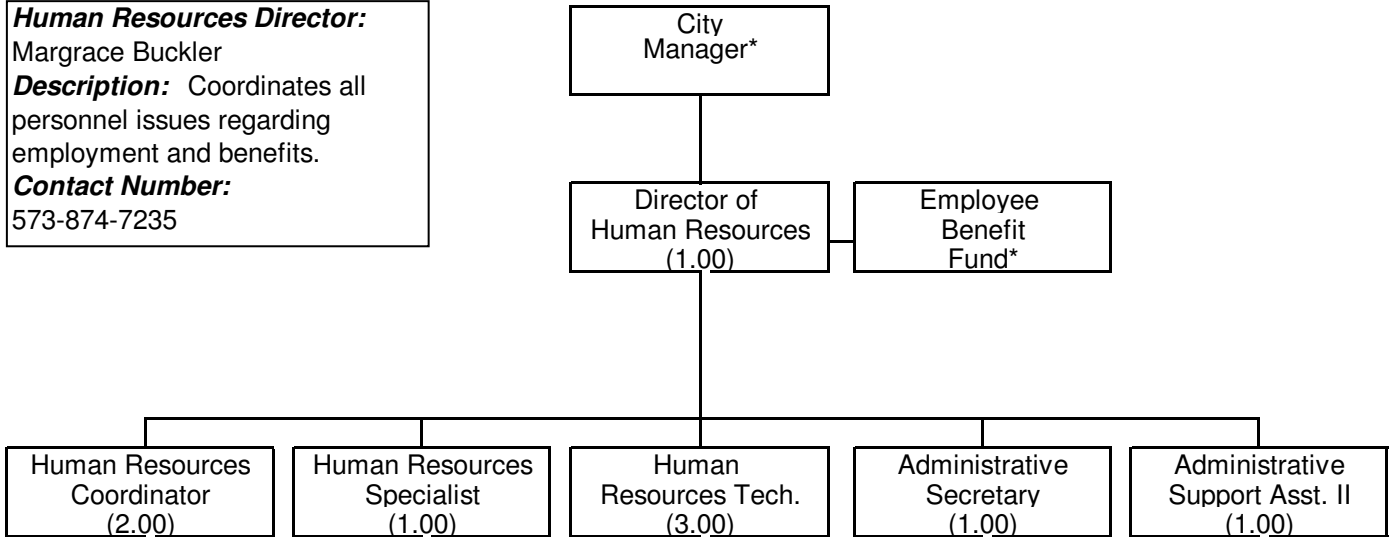 Human Resources Director:
Margrace Buckler
Description: Coordinates all
personnel issues regarding
employment and benefits.
Contact Number:
573-874-7235
City
Manager*
Director of
Human Resources
(1.00)
Employee
Benefit
Fund*
Human Resources
Coordinator
(2.00)
Human Resources
Specialist
(1.00)
Human
Resources Tech.
(3.00)
Administrative
Secretary
(1.00)
Administrative
Support Asst. II
(1.00)